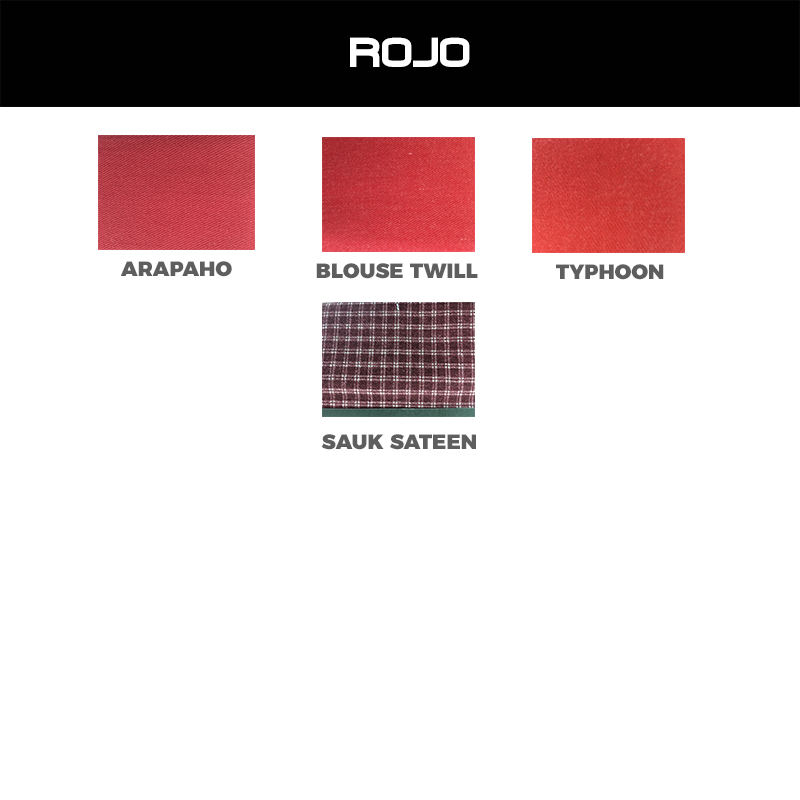 ROJO
ARAPAHO
BLOUSE TWILL
TYPHOON
SAUK SATEEN